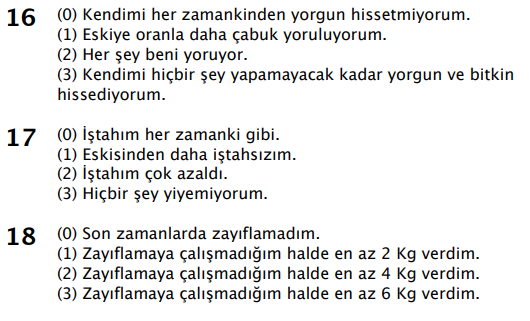 16 (0) Kendimi her zamankinden yorgun hissetmiyorum.
(1) Eskiye oranla daha çabuk yoruluyorum.
(2) Her şey beni yoruyor.
(3) Kendimi hiçbir şey yapamayacak kadar yorgun ve bitkin
hissediyorum.
17 (0) İştahım her zamanki gibi.
(1) Eskisinden daha iştahsızım.
(2) İştahım çok azaldı.
(3) Hiçbir şey yiyemiyorum.
18 (0) Son zamanlarda zayıflamadım.
(1) Zayıflamaya çalışmadığım halde en az 2 Kg verdim.
(2) Zayıflamaya çalışmadığım halde en az 4 Kg verdim.
(3) Zayıflamaya çalışmadığım halde en az 6 Kg verdim.